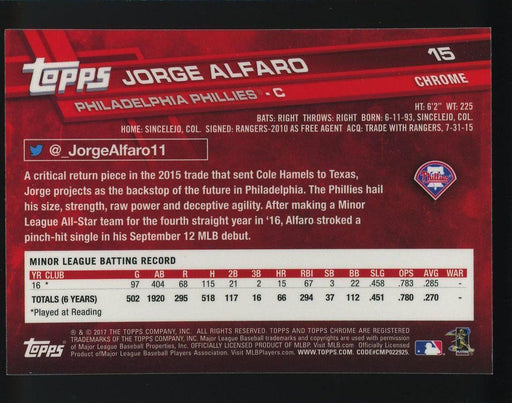 topps JORGE ALFARO 15
PHILADELPHIA PHILLIES® - C CHROME
HT: 6'2" WT: 225
BATS: RIGHT THROWS: RIGHT BORN: 6-11-93, SINCELEJO, COL.
HOME: SINCELEJO, COL. SIGNED: RANGERS-2010 AS FREE AGENT ACQ: TRADE WITH RANGERS, 7-31-15
@_JorgeAlfaro11
A critical return piece in the 2015 trade that sent Cole Hamels to Texas,
Jorge projects as the backstop of the future in Philadelphia. The Phillies hail
his size, strength, raw power and deceptive agility. After making a Minor
League All-Star team for the fourth straight year in '16, Alfaro stroked a
pinch-hit single in his September 12 MLB debut.
Phillies
MINOR LEAGUE BATTING RECORD
YR CLUB G AB R H 2B 3B HR RBI SB BB SLG OPS AVG WAR
16 * 97 404 68 115 21 2 15 67 3 22 .458 .783 .285 -
TOTALS (6 YEARS) 502 1920 295 518 117 16 66 294 37 112 .451 .780 .270 -
*Played at Reading
® & © 2017 THE TOPPS COMPANY, INC. ALL RIGHTS RESERVED. TOPPS AND TOPPS CHROME ARE REGISTERED
TRADEMARKS OF THE TOPPS COMPANY, INC. Major League Baseball trademarks and copyrights are used with permission
of Major League Baseball Properties, Inc. OFFICIALLY LICENSED PRODUCT OF MLBP. Visit MLB.com Official Licensed
Product of Major League Baseball Players Association. Visit MLBPlayers.com. WWW.TOPPS.COM. CODE#CMP022925.
topps